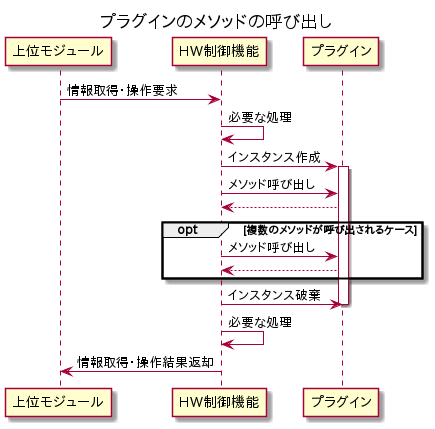 プラグインのメソッドの呼び出し
上位モジュール HW制御機能 プラグイン
情報取得・操作要求
必要な処理
インスタンス作成
メソッド呼び出し
opt [複数のメソッドが呼び出されるケース]
メソッド呼び出し
インスタンス破棄
必要な処理
情報取得・操作結果返却
上位モジュール HW制御機能 プラグイン